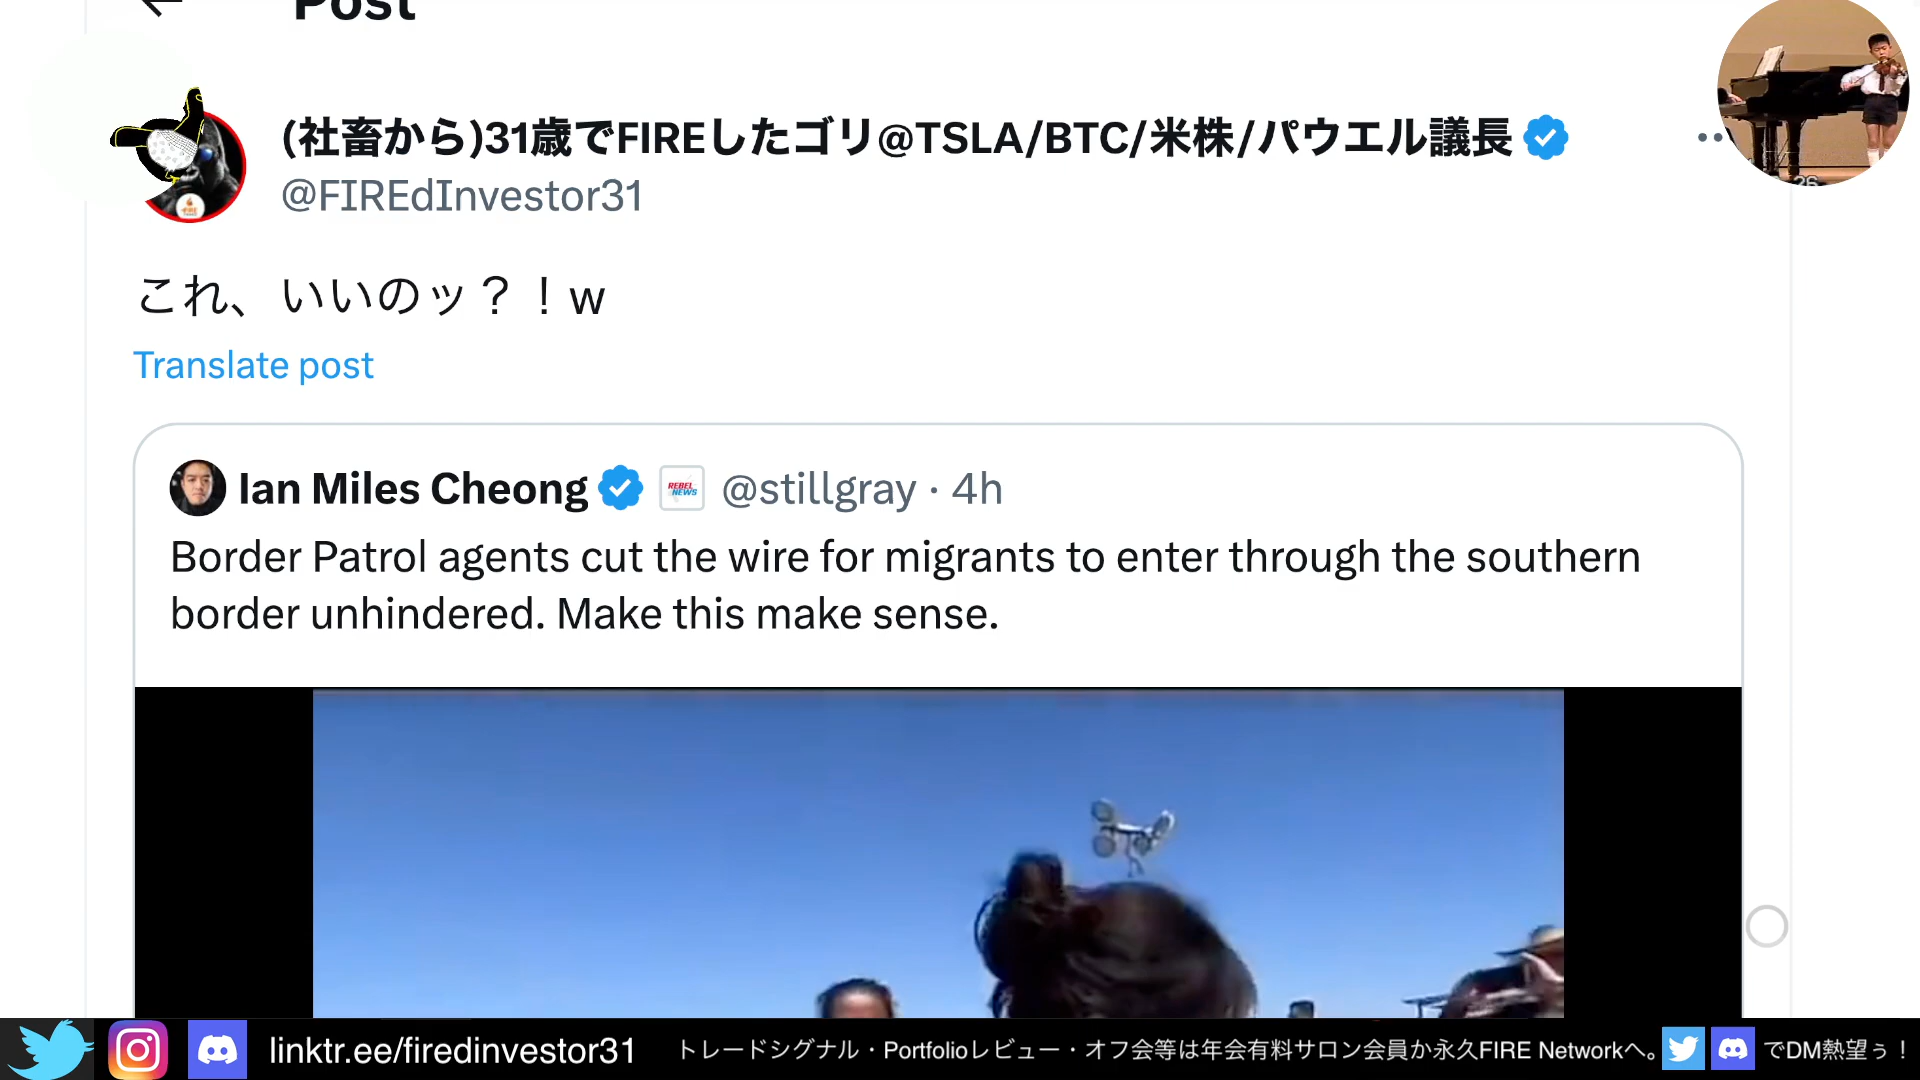 Post
(社畜から)31歳でFIREしたゴリ@TSLA/BTC/米株/パウエル議長
@FIREdInvestor31
これ、いいのッ？！w
Translate post
Ian Miles Cheong REBEL NEWS @stillgray · 4h
Border Patrol agents cut the wire for migrants to enter through the southern
border unhindered. Make this make sense.
linktr.ee/firedinvestor31 トレードシグナル・Portfolioレビュー・オフ会等は年会有料サロン会員か永久FIRE Networkへ。 でDM熱望ぅ！